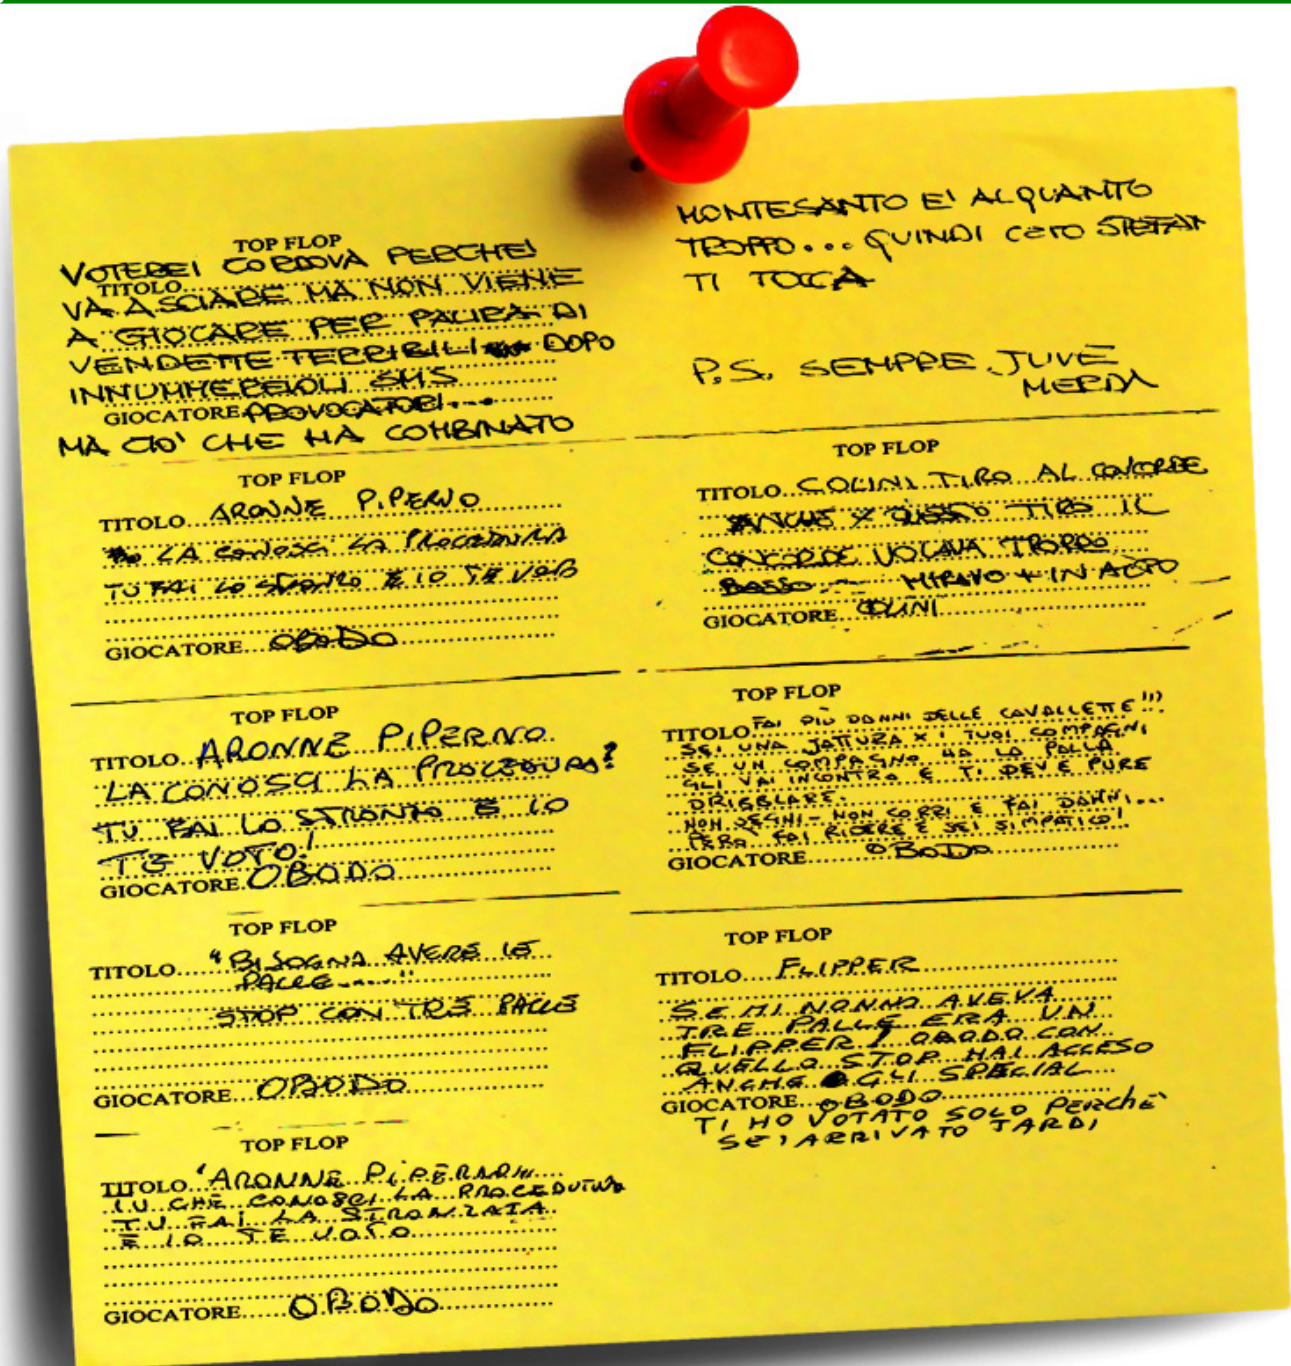 TOP FLOP
VOTEREI CORDOVA PERCHE'
TITOLO
VA A SCIARE MA NON VIENE
A GIOCARE PER PAURA DI
VENDETTE TERRIBILI DOPO
INNUMMEREVOLI SMS
GIOCATORE PROVOCATORI....
MA CIO' CHE HA COMBINATO
MONTESANTO E' ALQUANTO
TROPPO... QUINDI CARO STEFAN
TI TOCCA
P.S. SEMPRE JUVE
MERDA
TOP FLOP
TITOLO ARONNE PIPERNO
LA CONOSCI LA PROCEDURA
TU FAI LO STRONZO E IO TE VOTO
GIOCATORE OBODO
TOP FLOP
TITOLO COLINI TIRO AL CONCORDE
ANCHE X QUESTO TIRO IL
CONCORDE VOLAVA TROPPO
BASSO --- MIRAVO + IN ALTO
GIOCATORE COLINI
TOP FLOP
TITOLO ARONNE PIPERNO
LA CONOSCI LA PROCEDURA?
TU FAI LO STRONZO E IO
TE VOTO!
GIOCATORE OBODO
TOP FLOP
TITOLO FAI PIÙ DANNI DELLE CAVALLETTE!!!
SEI UNA JATTURA X I TUOI COMPAGNI
SE UN COMPAGNO HA LA PALLA
GLI VAI INCONTRO E TI DEVE PURE
DRIBBLARE.
NON SEGNI - NON CORRI E FAI DANNI...
PERO' FAI RIDERE E SEI SIMPATICO!
GIOCATORE OBODO
TOP FLOP
TITOLO "BISOGNA AVERE LE
PALLE...."
STOP CON TRE PALLE
GIOCATORE OBODO
TOP FLOP
TITOLO FLIPPER
SE MI NONNO AVEVA
TRE PALLE ERA UN
FLIPPER, OBODO CON
QUELLO STOP HAI ACCESO
ANCHE GLI SPECIAL
GIOCATORE OBODO
TI HO VOTATO SOLO PERCHE'
SEI ARRIVATO TARDI
TOP FLOP
TITOLO "ARONNE PIPERNO"
TU CHE CONOSCI LA PROCEDURA
TU FAI LA STRONZATA
E IO TE VOTO
GIOCATORE OBODO